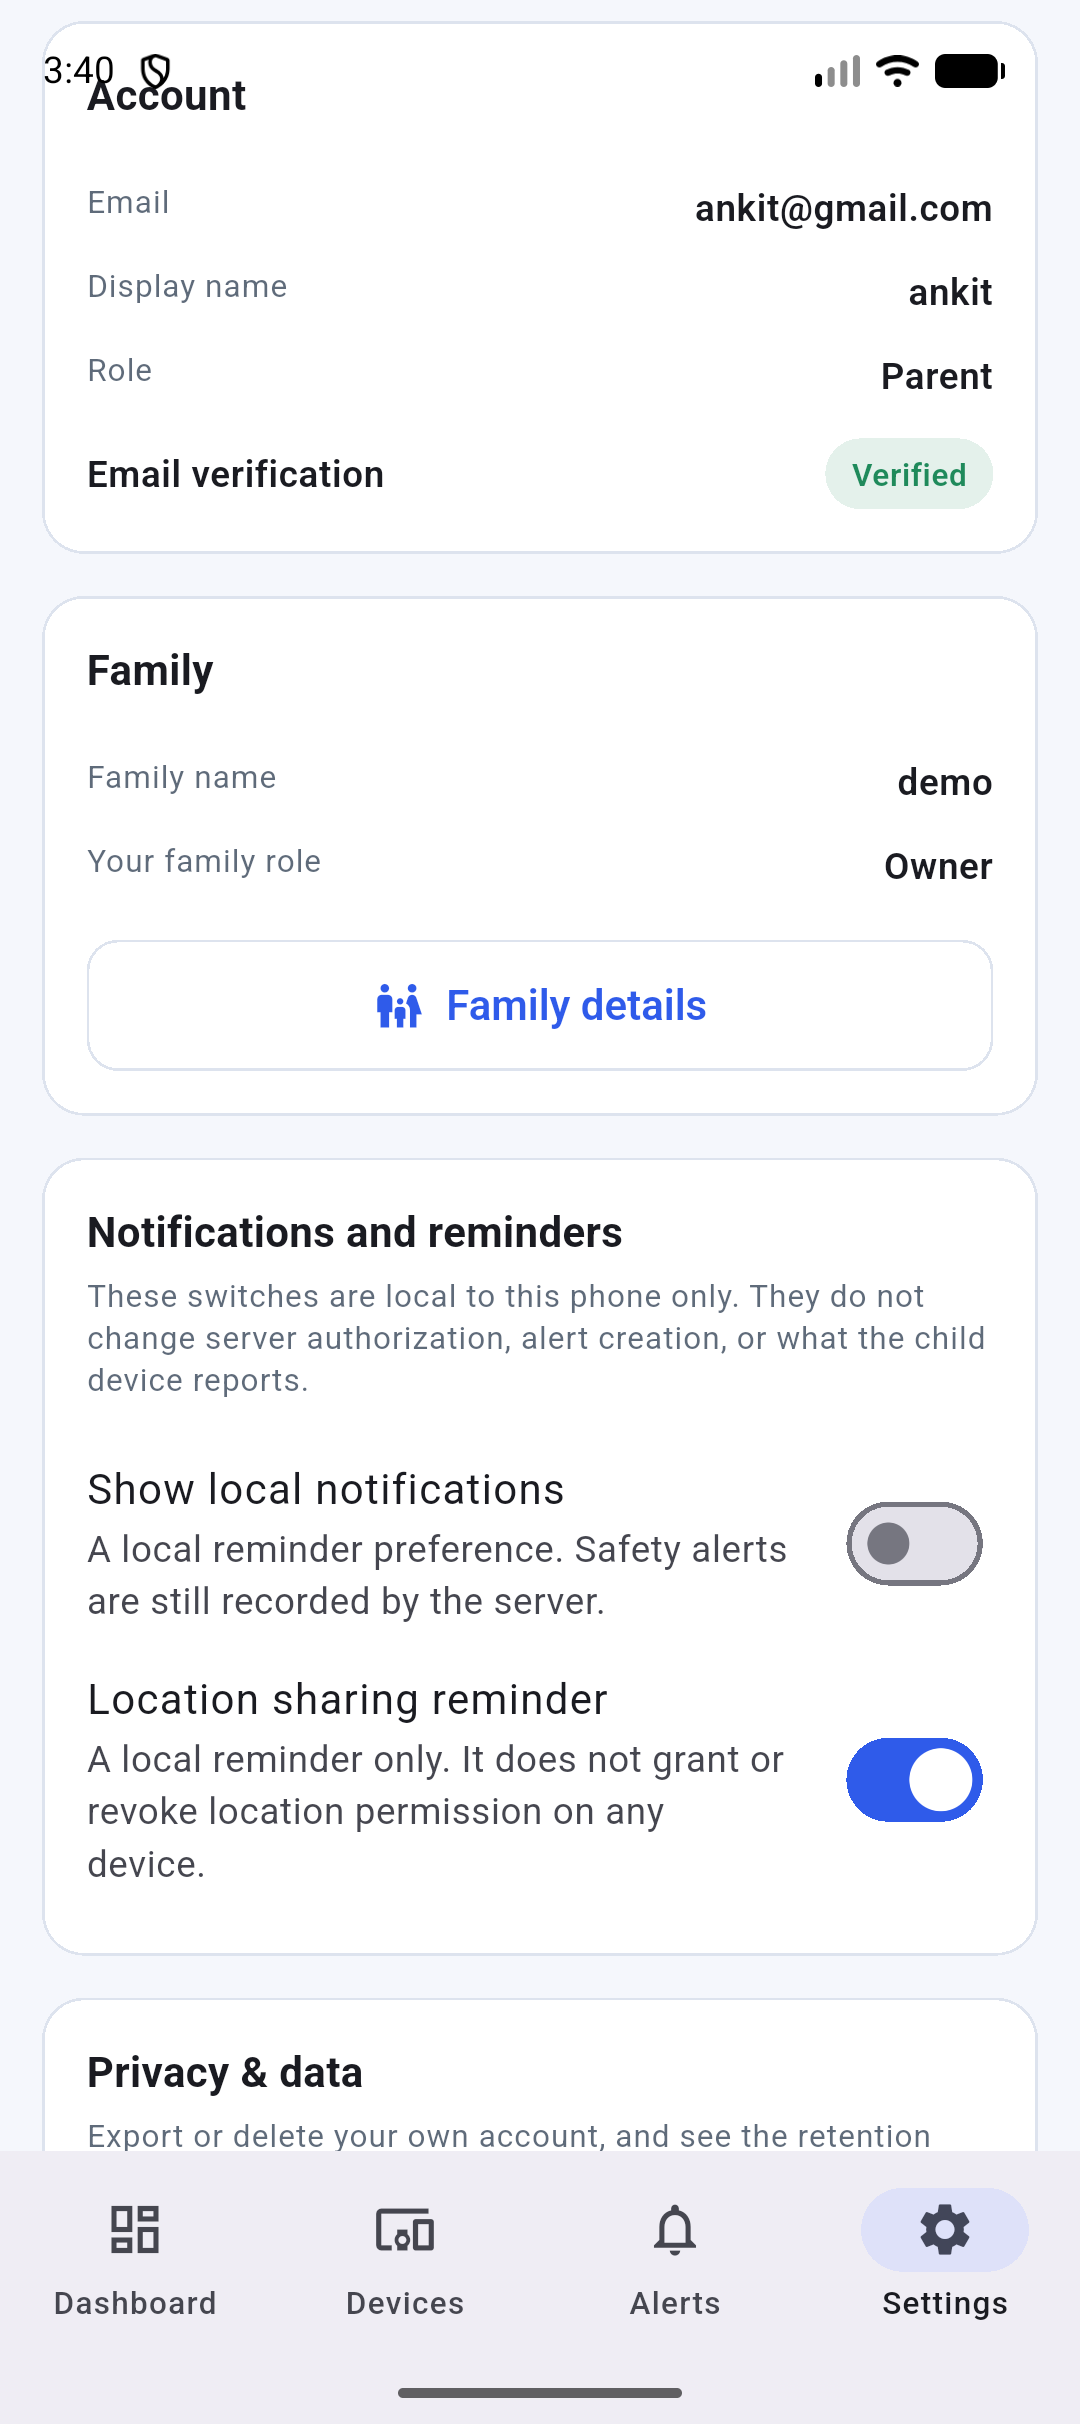 3:40
Account
Email
ankit@gmail.com
Display name
ankit
Role
Parent
Email verification
Verified
Family
Family name
demo
Your family role
Owner
Family details
Notifications and reminders
These switches are local to this phone only. They do not
change server authorization, alert creation, or what the child
device reports.
Show local notifications
A local reminder preference. Safety alerts
are still recorded by the server.
Location sharing reminder
A local reminder only. It does not grant or
revoke location permission on any
device.
Privacy & data
Export or delete your own account, and see the retention
Dashboard
Devices
Alerts
Settings